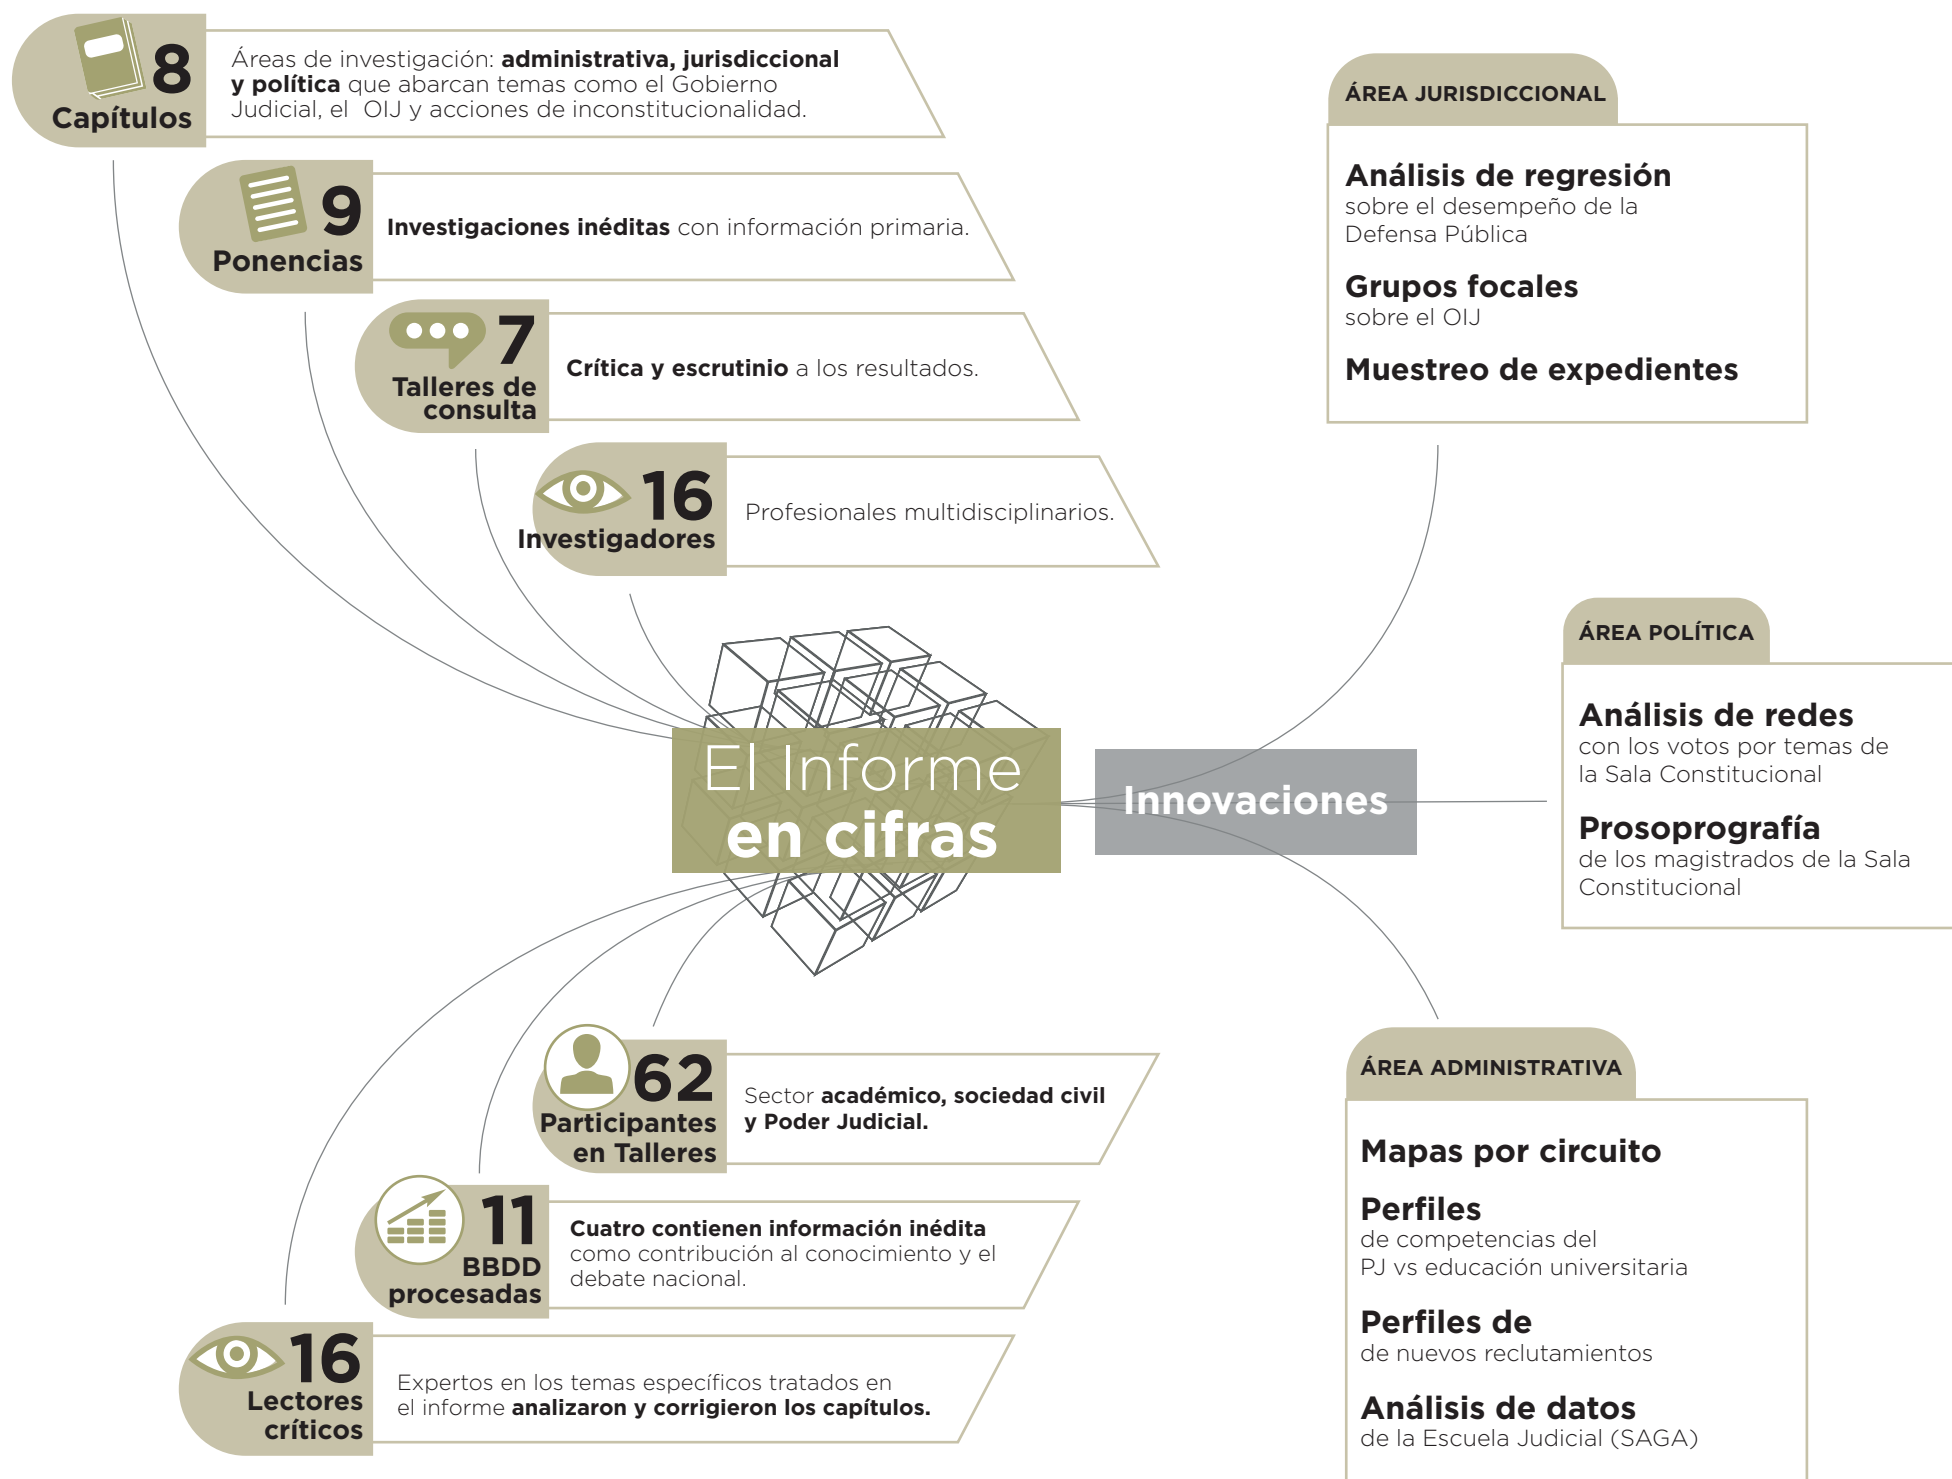 8
Capítulos
Áreas de investigación: administrativa, jurisdiccional
y política que abarcan temas como el Gobierno
Judicial, el OIJ y acciones de inconstitucionalidad.
9
Ponencias
Investigaciones inéditas con información primaria.
7
Talleres de
consulta
Crítica y escrutinio a los resultados.
16
Investigadores
Profesionales multidisciplinarios.
El Informe
en cifras
62
Participantes
en Talleres
Sector académico, sociedad civil
y Poder Judicial.
11
BBDD
procesadas
Cuatro contienen información inédita
como contribución al conocimiento y el
debate nacional.
16
Lectores
críticos
Expertos en los temas específicos tratados en
el informe analizaron y corrigieron los capítulos.
Innovaciones
ÁREA JURISDICCIONAL
Análisis de regresión
sobre el desempeño de la
Defensa Pública
Grupos focales
sobre el OIJ
Muestreo de expedientes
ÁREA POLÍTICA
Análisis de redes
con los votos por temas de
la Sala Constitucional
Prosoprografía
de los magistrados de la Sala
Constitucional
ÁREA ADMINISTRATIVA
Mapas por circuito
Perfiles
de competencias del
PJ vs educación universitaria
Perfiles de
de nuevos reclutamientos
Análisis de datos
de la Escuela Judicial (SAGA)